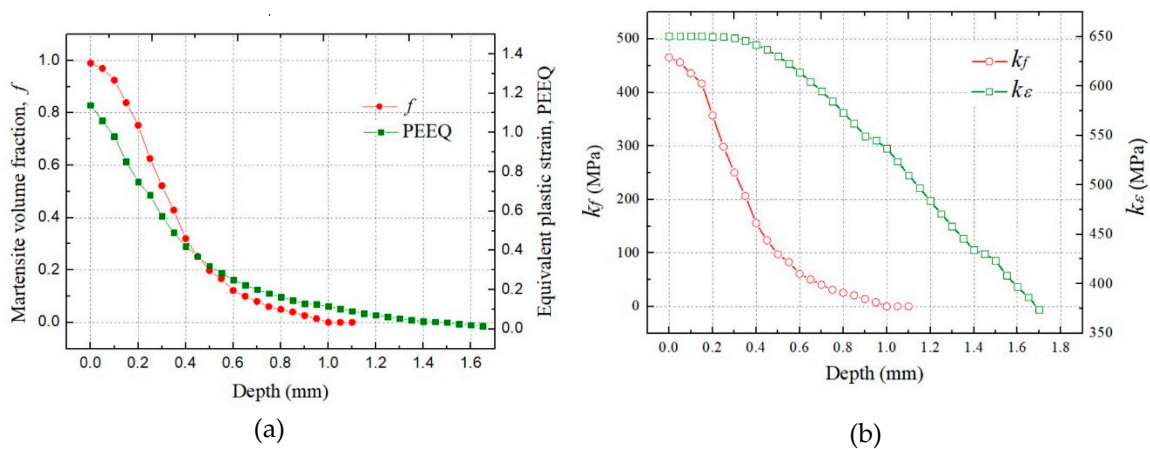 Martensite volume fraction, f
1.0
0.8
0.6
0.4
0.2
0.0
f
PEEQ
1.4
1.2
1.0
0.8
0.6
0.4
0.2
0.0
Equivalent plastic strain, PEEQ
0.0 0.2 0.4 0.6 0.8 1.0 1.2 1.4 1.6
Depth (mm)
(a)
kf (MPa)
500
400
300
200
100
0
kf
kε
650
600
550
500
450
400
350
kε (MPa)
0.0 0.2 0.4 0.6 0.8 1.0 1.2 1.4 1.6 1.8
Depth (mm)
(b)